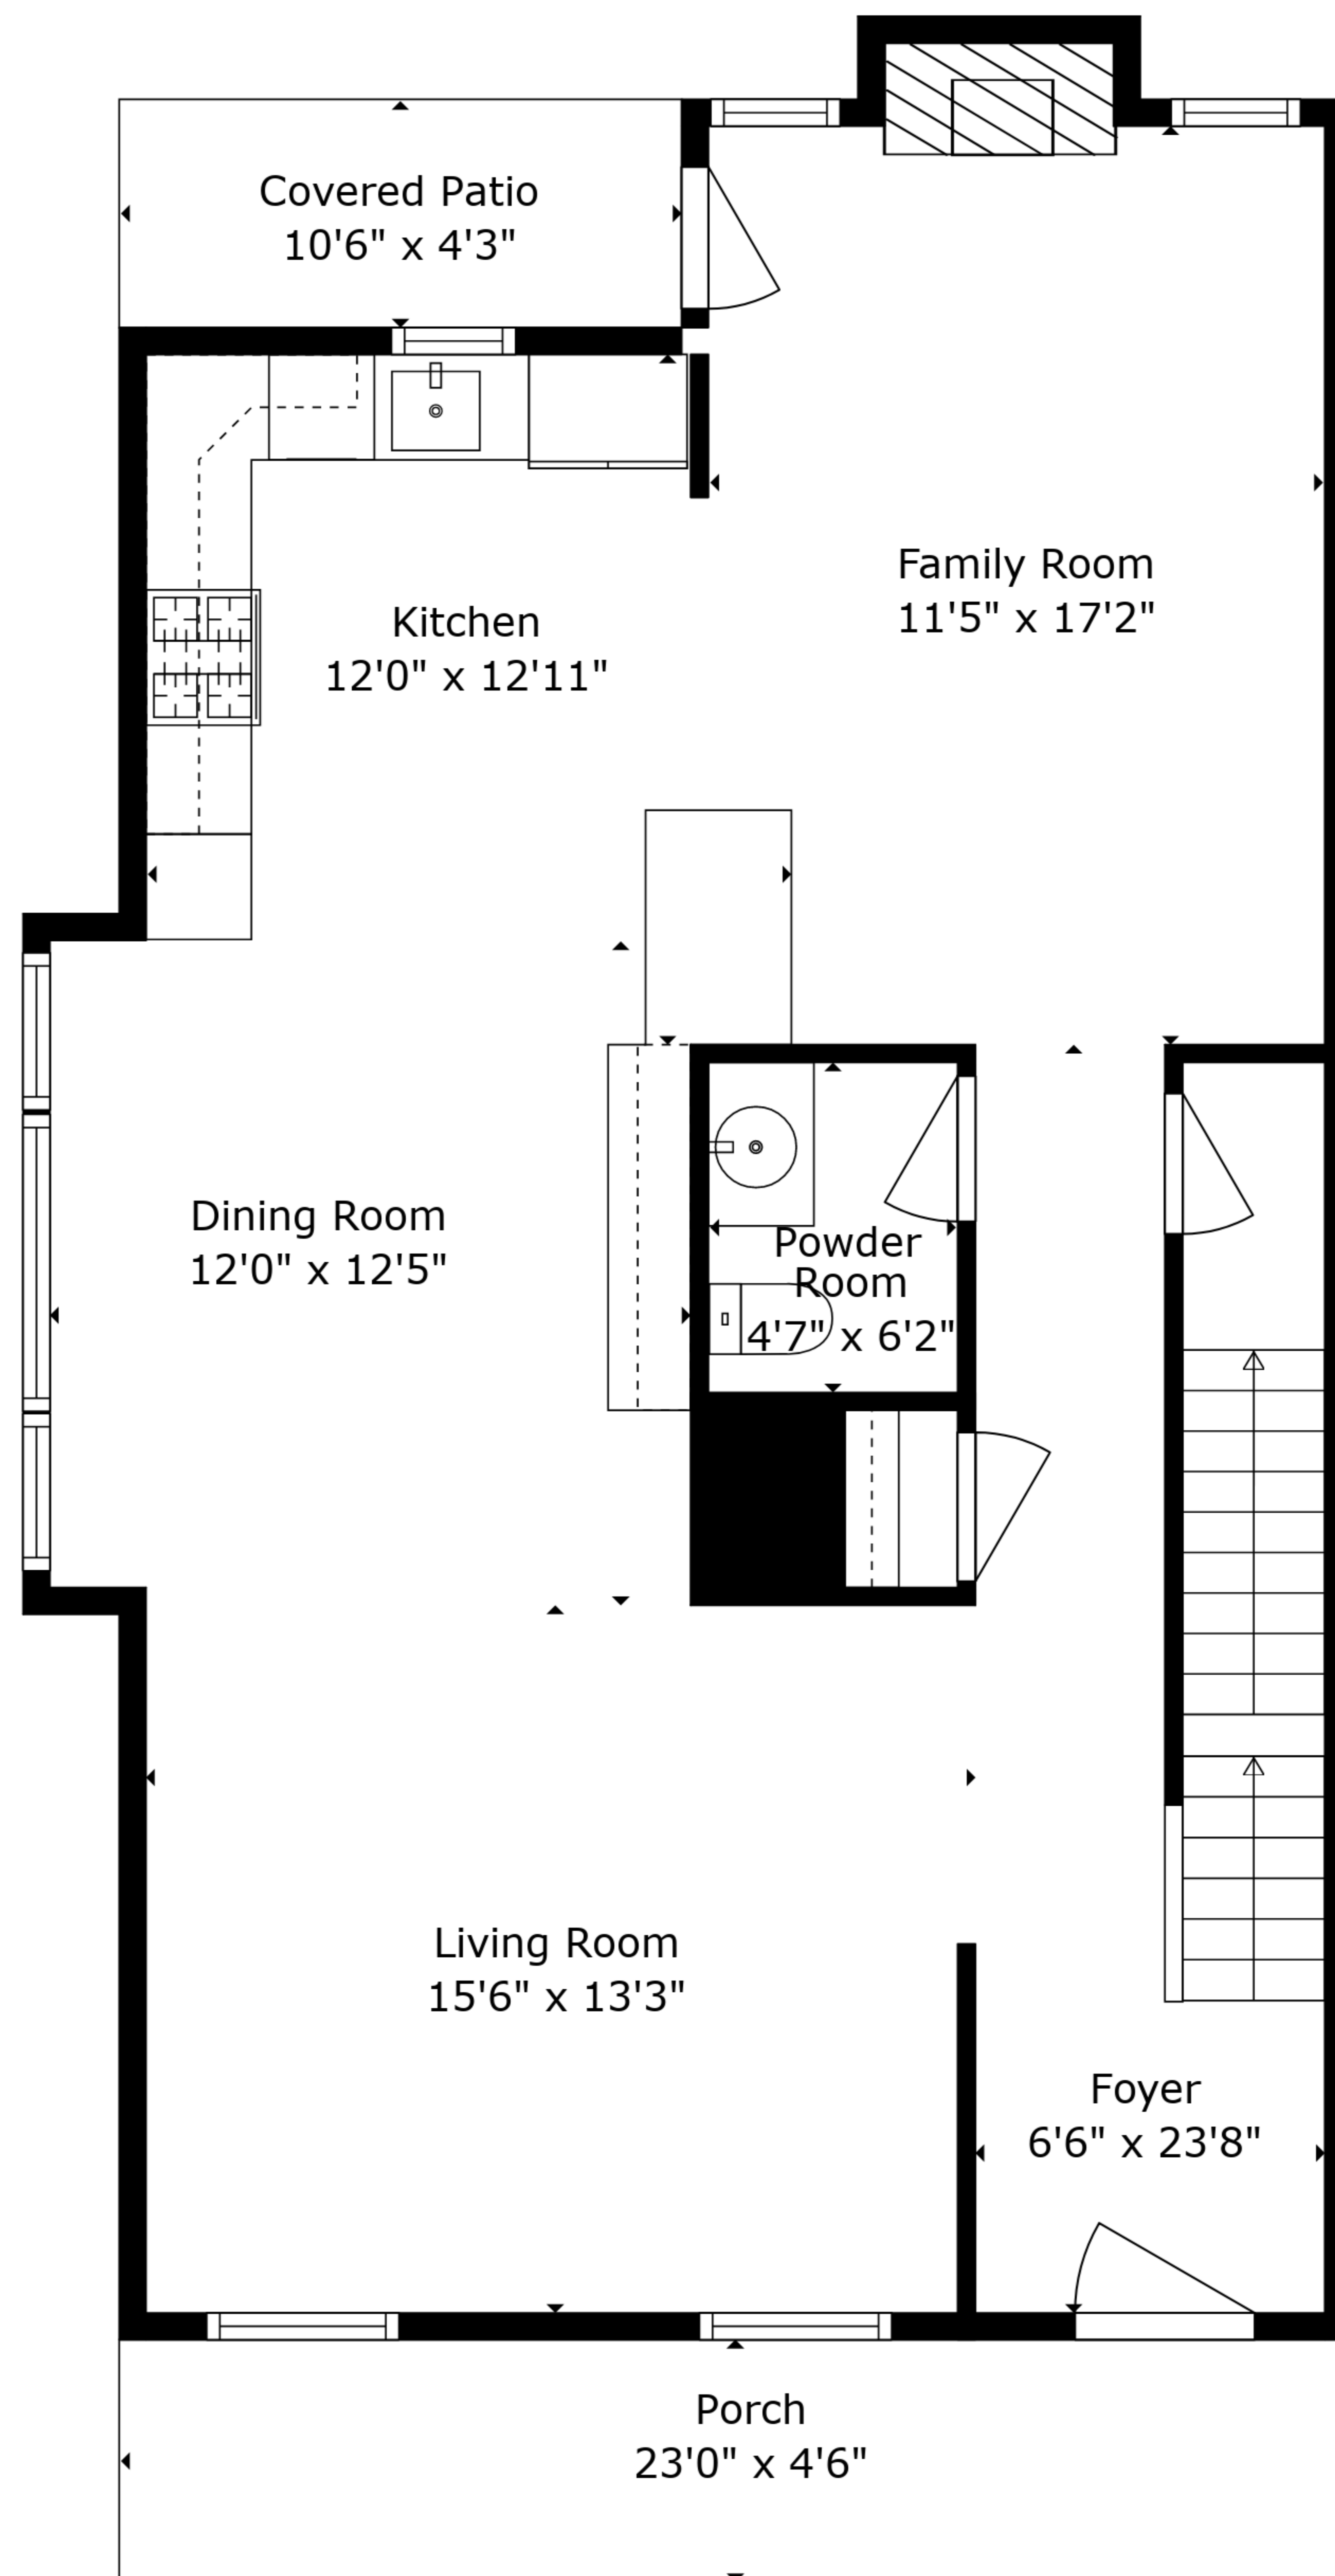 Covered Patio
10'6" x 4'3"
Family Room
11'5" x 17'2"
Kitchen
12'0" x 12'11"
Dining Room
12'0" x 12'5"
Powder
Room
4'7" x 6'2"
Living Room
15'6" x 13'3"
Foyer
6'6" x 23'8"
Porch
23'0" x 4'6"